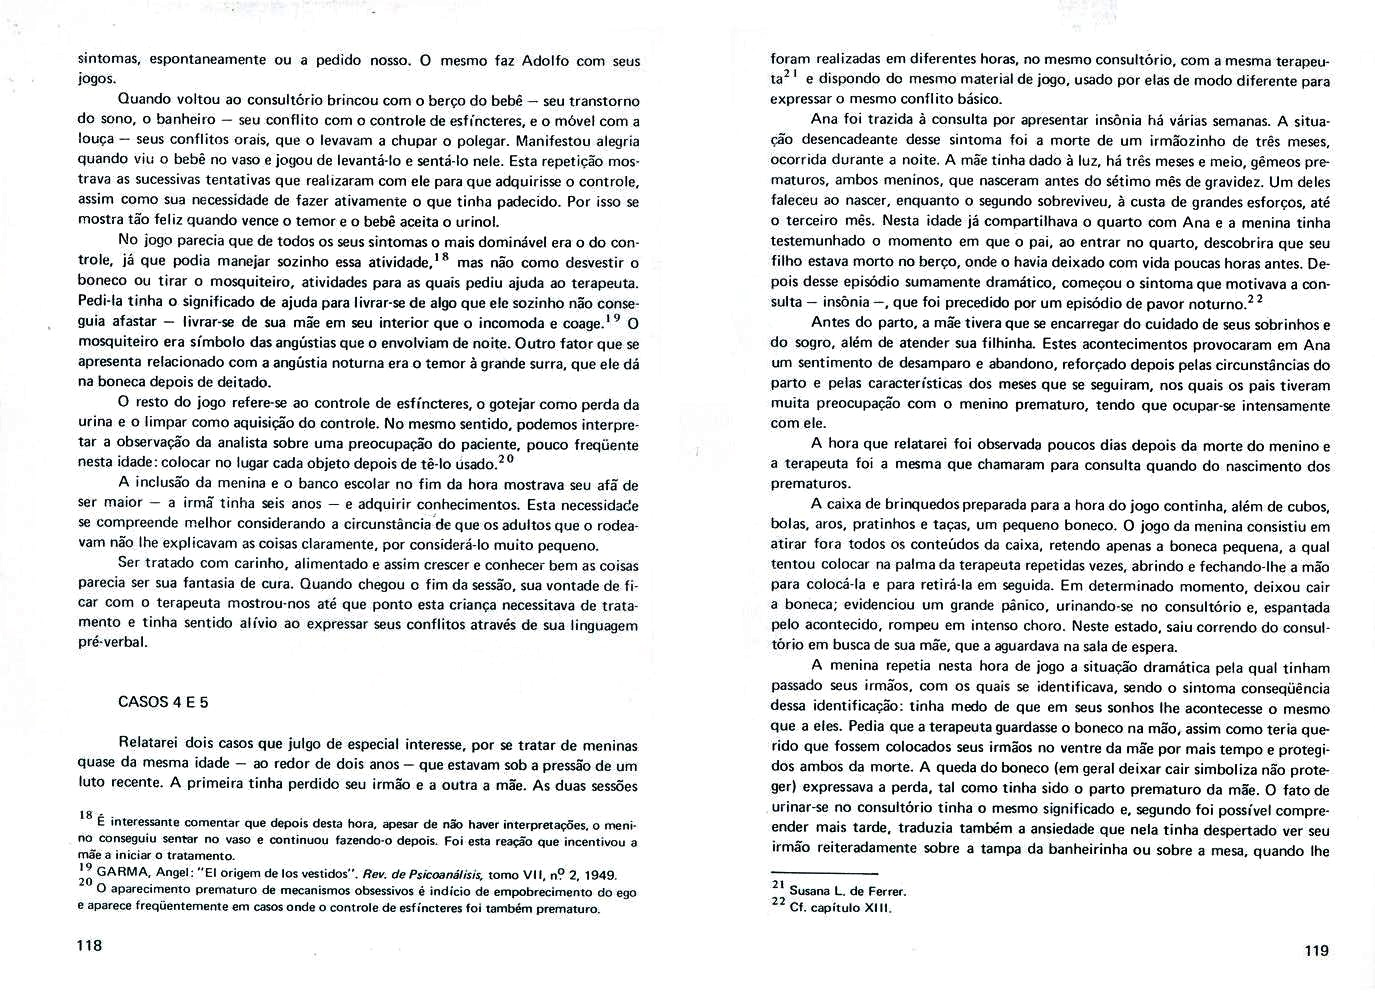 sintomas, espontaneamente ou a pedido nosso. O mesmo faz Adolfo com seus
jogos.
Quando voltou ao consultório brincou com o berço do bebê — seu transtorno
do sono, o banheiro — seu conflito com o controle de esfíncteres, e o móvel com a
louça — seus conflitos orais, que o levavam a chupar o polegar. Manifestou alegria
quando viu o bebê no vaso e jogou de levantá-lo e sentá-lo nele. Esta repetição mos-
trava as sucessivas tentativas que realizaram com ele para que adquirisse o controle,
assim como sua necessidade de fazer ativamente o que tinha padecido. Por isso se
mostra tão feliz quando vence o temor e o bebê aceita o urinol.
No jogo parecia que de todos os seus sintomas o mais dominável era o do con-
trole, já que podia manejar sozinho essa atividade,18 mas não como desvestir o
boneco ou tirar o mosquiteiro, atividades para as quais pediu ajuda ao terapeuta.
Pedi-la tinha o significado de ajuda para livrar-se de algo que ele sozinho não conse-
guia afastar — livrar-se de sua mãe em seu interior que o incomoda e coage.19 O
mosquiteiro era símbolo das angústias que o envolviam de noite. Outro fator que se
apresenta relacionado com a angústia noturna era o temor à grande surra, que ele dá
na boneca depois de deitado.
O resto do jogo refere-se ao controle de esfíncteres, o gotejar como perda da
urina e o limpar como aquisição do controle. No mesmo sentido, podemos interpre-
tar a observação da analista sobre uma preocupação do paciente, pouco freqüente
nesta idade: colocar no lugar cada objeto depois de tê-lo úsado.20
A inclusão da menina e o banco escolar no fim da hora mostrava seu afã de
ser maior — a irmã tinha seis anos — e adquirir conhecimentos. Esta necessidade
se compreende melhor considerando a circunstância de que os adultos que o rodea-
vam não lhe explicavam as coisas claramente, por considerá-lo muito pequeno.
Ser tratado com carinho, alimentado e assim crescer e conhecer bem as coisas
parecia ser sua fantasia de cura. Quando chegou o fim da sessão, sua vontade de fi-
car com o terapeuta mostrou-nos até que ponto esta criança necessitava de trata-
mento e tinha sentido alívio ao expressar seus conflitos através de sua linguagem
pré-verbal.
CASOS 4 E 5
Relatarei dois casos que julgo de especial interesse, por se tratar de meninas
quase da mesma idade — ao redor de dois anos — que estavam sob a pressão de um
luto recente. A primeira tinha perdido seu irmão e a outra a mãe. As duas sessões
18 É interessante comentar que depois desta hora, apesar de não haver interpretações, o meni-
no conseguiu sentar no vaso e continuou fazendo-o depois. Foi esta reação que incentivou a
mãe a iniciar o tratamento.
19 GARMA, Angel: "El origem de los vestidos". Rev. de Psicoanálisis, tomo VII, nº 2, 1949.
20 O aparecimento prematuro de mecanismos obsessivos é indício de empobrecimento do ego
e aparece freqüentemente em casos onde o controle de esfíncteres foi também prematuro.
118
foram realizadas em diferentes horas, no mesmo consultório, com a mesma terapeu-
ta21 e dispondo do mesmo material de jogo, usado por elas de modo diferente para
expressar o mesmo conflito básico.
Ana foi trazida à consulta por apresentar insônia há várias semanas. A situa-
ção desencadeante desse sintoma foi a morte de um irmãozinho de três meses,
ocorrida durante a noite. A mãe tinha dado à luz, há três meses e meio, gêmeos pre-
maturos, ambos meninos, que nasceram antes do sétimo mês de gravidez. Um deles
faleceu ao nascer, enquanto o segundo sobreviveu, à custa de grandes esforços, até
o terceiro mês. Nesta idade já compartilhava o quarto com Ana e a menina tinha
testemunhado o momento em que o pai, ao entrar no quarto, descobrira que seu
filho estava morto no berço, onde o havia deixado com vida poucas horas antes. De-
pois desse episódio sumamente dramático, começou o sintoma que motivava a con-
sulta — insônia —, que foi precedido por um episódio de pavor noturno.22
Antes do parto, a mãe tivera que se encarregar do cuidado de seus sobrinhos e
do sogro, além de atender sua filhinha. Estes acontecimentos provocaram em Ana
um sentimento de desamparo e abandono, reforçado depois pelas circunstâncias do
parto e pelas características dos meses que se seguiram, nos quais os pais tiveram
muita preocupação com o menino prematuro, tendo que ocupar-se intensamente
com ele.
A hora que relatarei foi observada poucos dias depois da morte do menino e
a terapeuta foi a mesma que chamaram para consulta quando do nascimento dos
prematuros.
A caixa de brinquedos preparada para a hora do jogo continha, além de cubos,
bolas, aros, pratinhos e taças, um pequeno boneco. O jogo da menina consistiu em
atirar fora todos os conteúdos da caixa, retendo apenas a boneca pequena, a qual
tentou colocar na palma da terapeuta repetidas vezes, abrindo e fechando-lhe a mão
para colocá-la e para retirá-la em seguida. Em determinado momento, deixou cair
a boneca; evidenciou um grande pânico, urinando-se no consultório e, espantada
pelo acontecido, rompeu em intenso choro. Neste estado, saiu correndo do consul-
tório em busca de sua mãe, que a aguardava na sala de espera.
A menina repetia nesta hora de jogo a situação dramática pela qual tinham
passado seus irmãos, com os quais se identificava, sendo o sintoma conseqüência
dessa identificação: tinha medo de que em seus sonhos lhe acontecesse o mesmo
que a eles. Pedia que a terapeuta guardasse o boneco na mão, assim como teria que-
rido que fossem colocados seus irmãos no ventre da mãe por mais tempo e protegi-
dos ambos da morte. A queda do boneco (em geral deixar cair simboliza não prote-
ger) expressava a perda, tal como tinha sido o parto prematuro da mãe. O fato de
urinar-se no consultório tinha o mesmo significado e, segundo foi possível compre-
ender mais tarde, traduzia também a ansiedade que nela tinha despertado ver seu
irmão reiteradamente sobre a tampa da banheirinha ou sobre a mesa, quando lhe
21 Susana L. de Ferrer.
22 Cf. capítulo XIII.
119